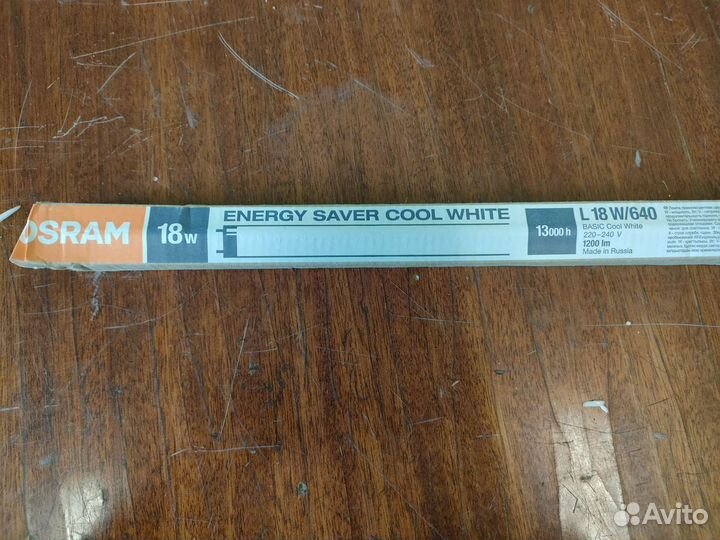 OSRAM
18W
ENERGY SAVER COOL WHITE
13000 h
L 18 W/640
BASIC Cool White
220-240 V
1200 lm
Made in Russia
Avito